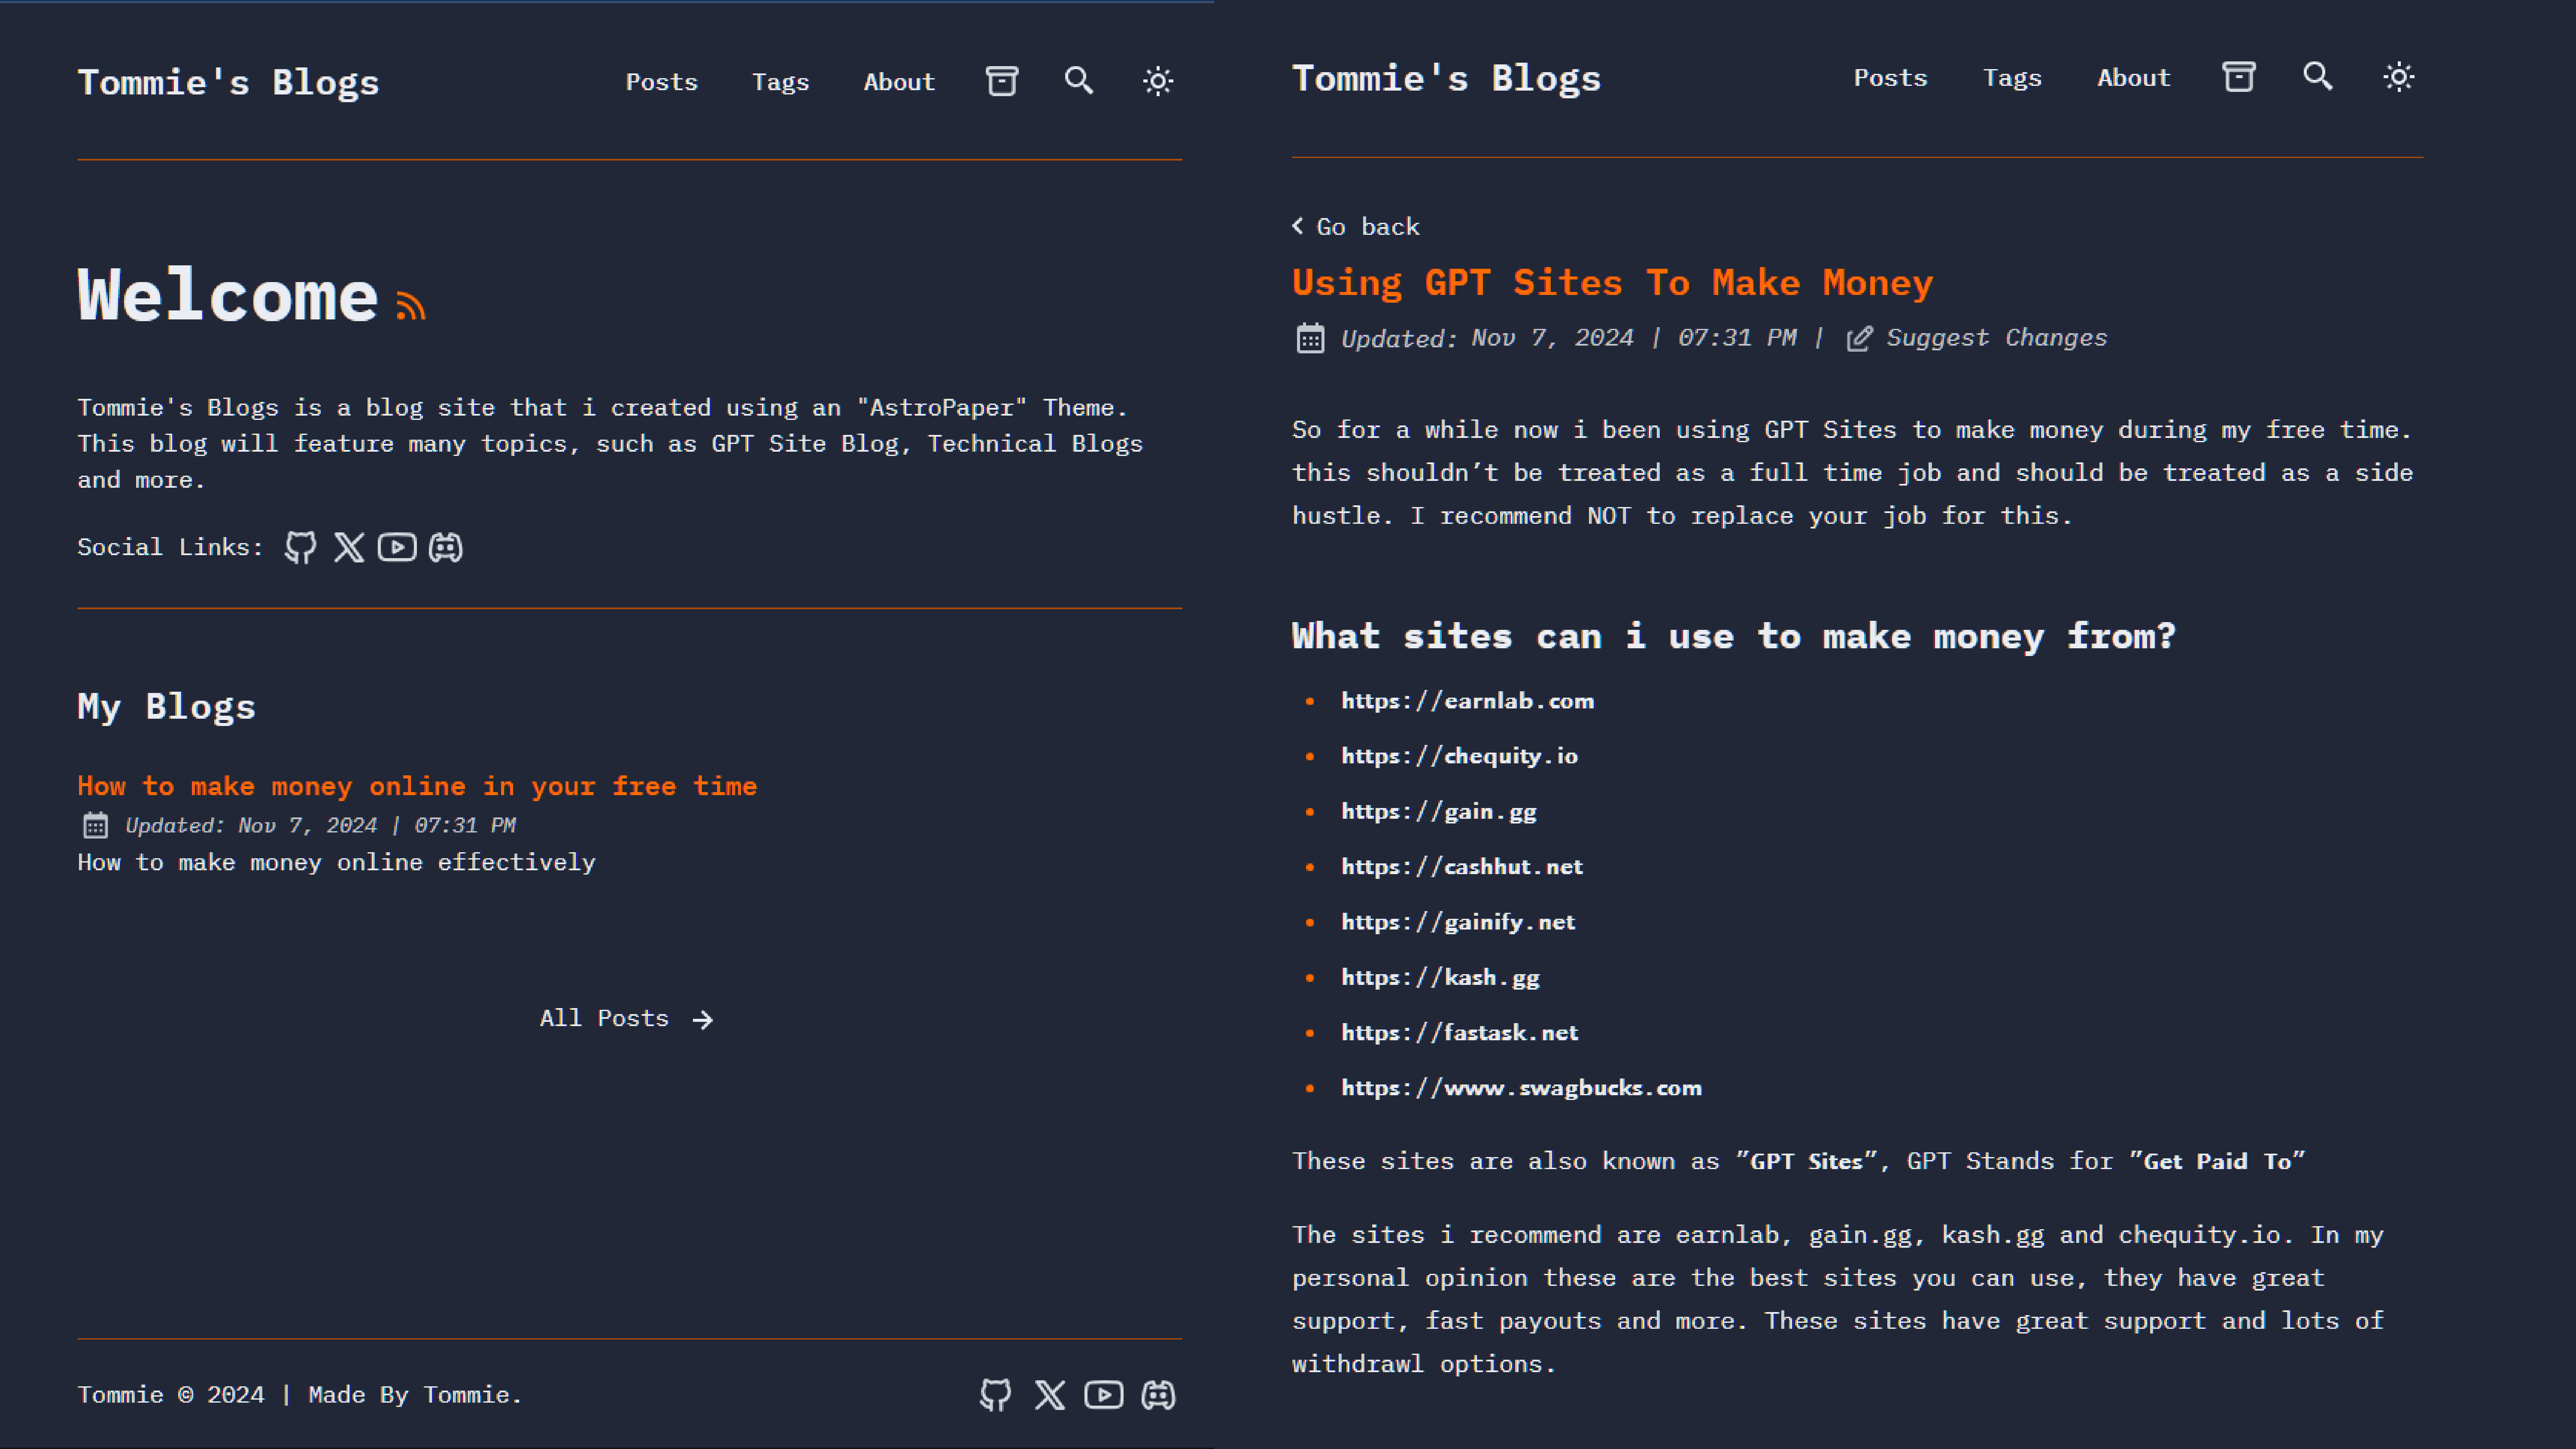 Tommie's Blogs
Posts Tags About
Welcome
Tommie's Blogs is a blog site that i created using an "AstroPaper" Theme.
This blog will feature many topics, such as GPT Site Blog, Technical Blogs
and more.
Social Links:
My Blogs
How to make money online in your free time
Updated: Nov 7, 2024 | 07:31 PM
How to make money online effectively
All Posts
Tommie © 2024 | Made By Tommie.
Tommie's Blogs
Posts Tags About
Go back
Using GPT Sites To Make Money
Updated: Nov 7, 2024 | 07:31 PM | Suggest Changes
So for a while now i been using GPT Sites to make money during my free time.
this shouldn’t be treated as a full time job and should be treated as a side
hustle. I recommend NOT to replace your job for this.
What sites can i use to make money from?
• https://earnlab.com
• https://chequity.io
• https://gain.gg
• https://cashhut.net
• https://gainify.net
• https://kash.gg
• https://fastask.net
• https://www.swagbucks.com
These sites are also known as ”GPT Sites”, GPT Stands for ”Get Paid To”
The sites i recommend are earnlab, gain.gg, kash.gg and chequity.io. In my
personal opinion these are the best sites you can use, they have great
support, fast payouts and more. These sites have great support and lots of
withdrawl options.